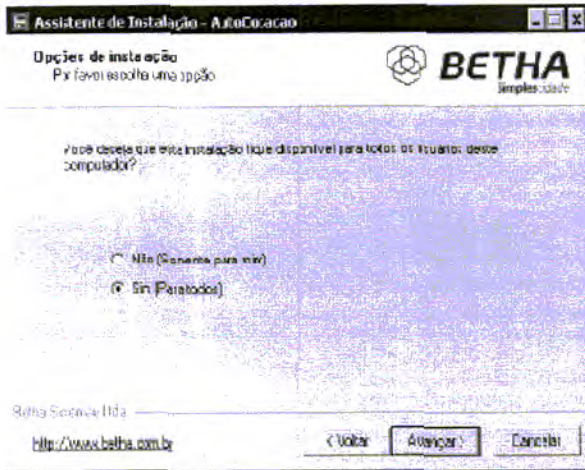 Assistente de Instalação - AutoCotacao
Opções de instalação
Por favor escolha uma opção
BETHA
Simplescidade
Você deseja que esta instalação fique disponível para todos os usuários deste
computador?
Não (Somente para mim)
Sim (Para todos)
Betha Sistemas Ltda
http://www.betha.com.br
< Voltar
Avançar >
Cancelar